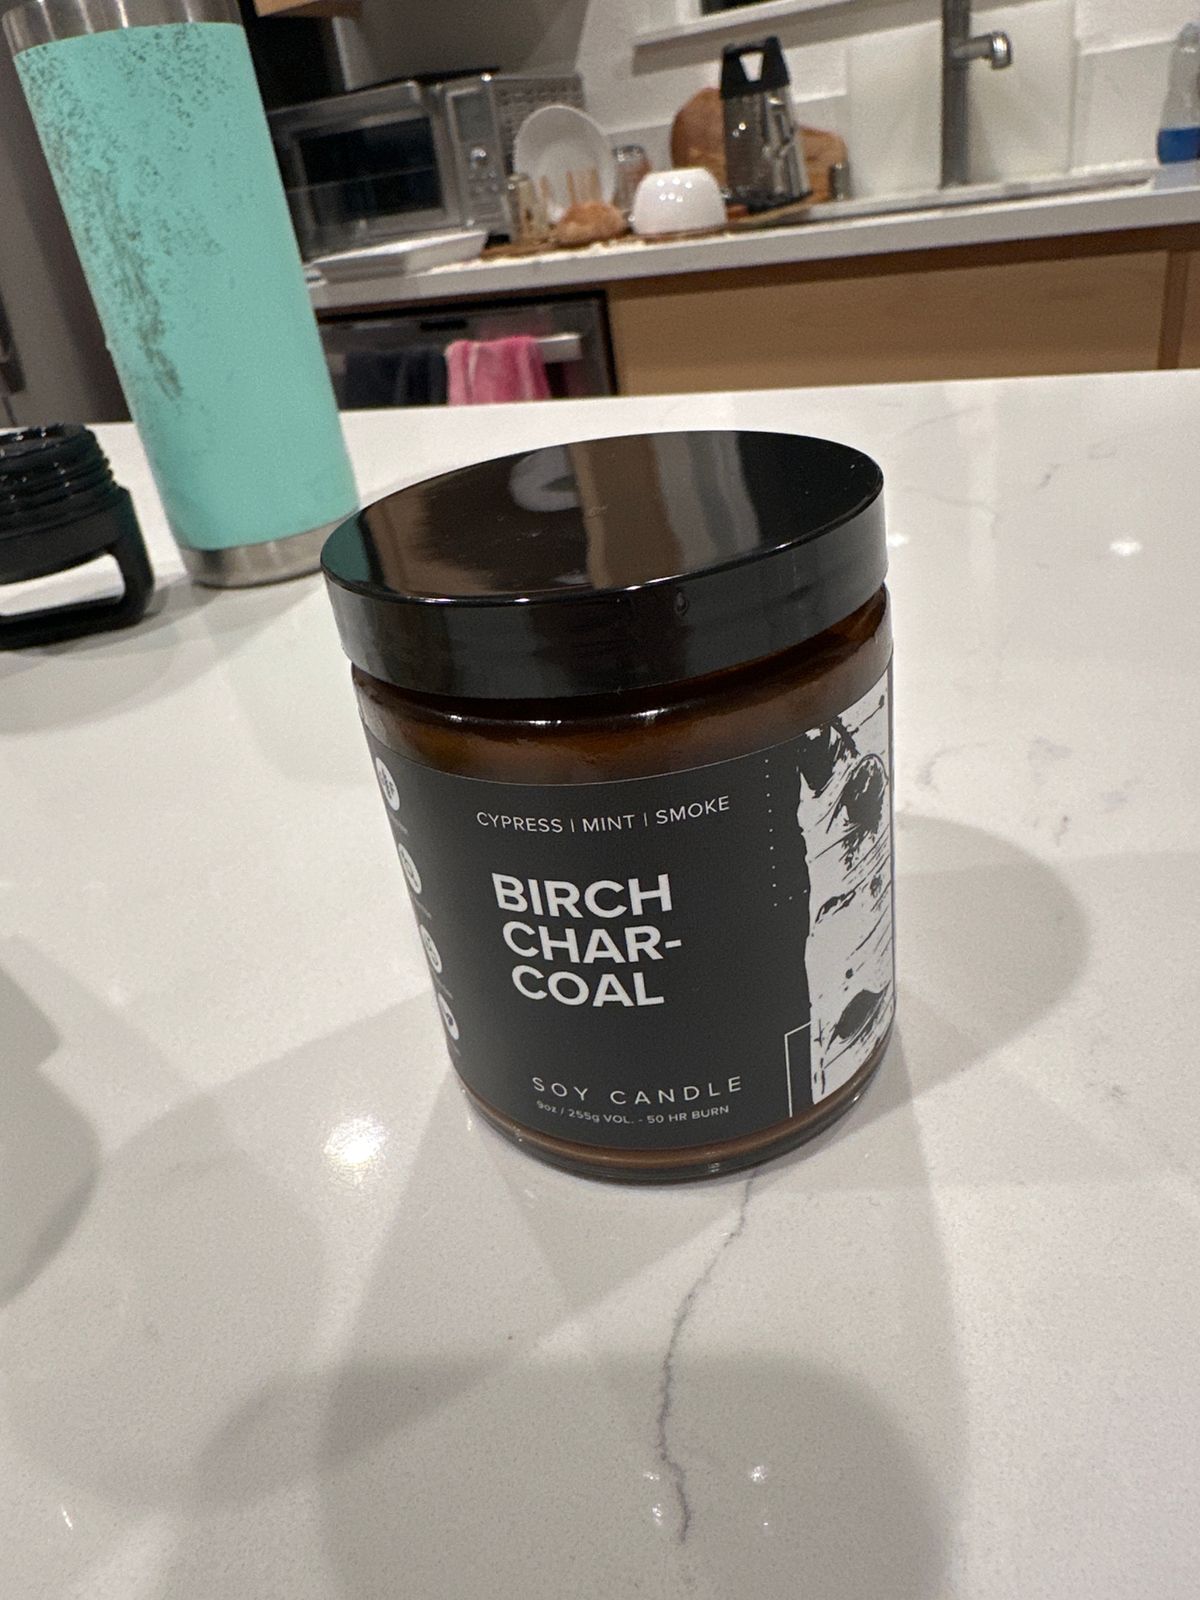 CYPRESS | MINT | SMOKE
BIRCH
CHAR-
COAL
SOY CANDLE
9oz / 255g VOL. - 50 HR BURN